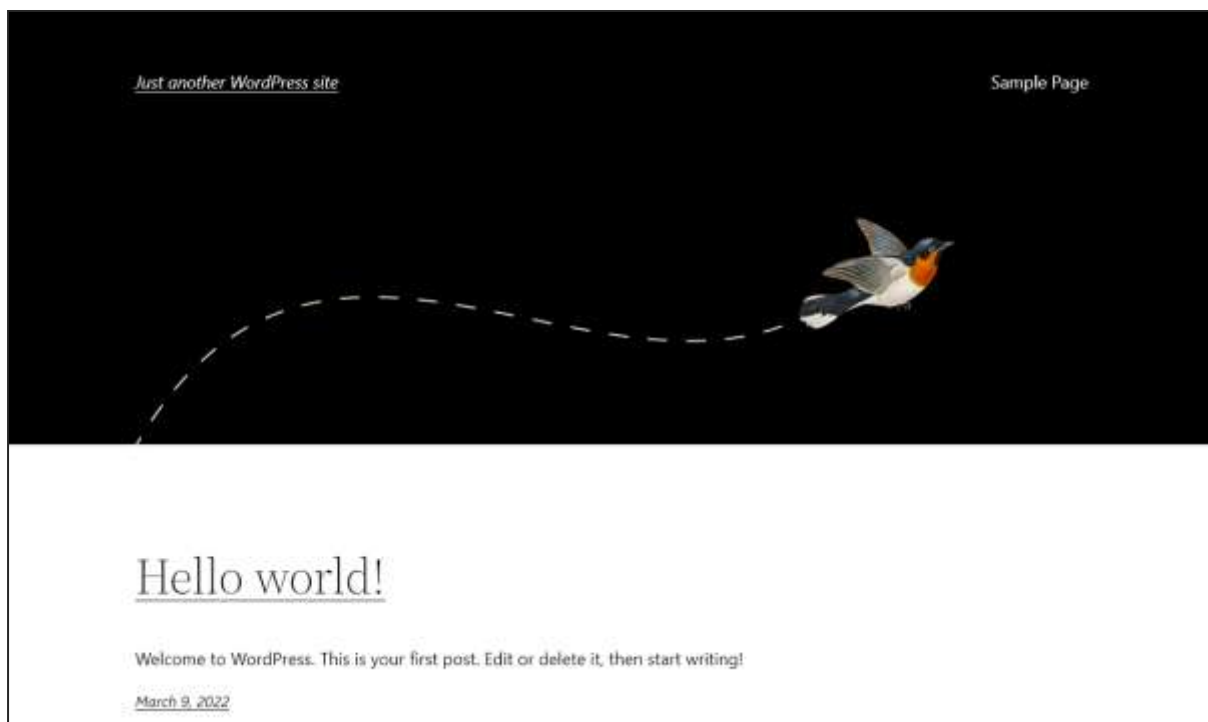 Just another WordPress site
Sample Page
Hello world!
Welcome to WordPress. This is your first post. Edit or delete it, then start writing!
March 9, 2022